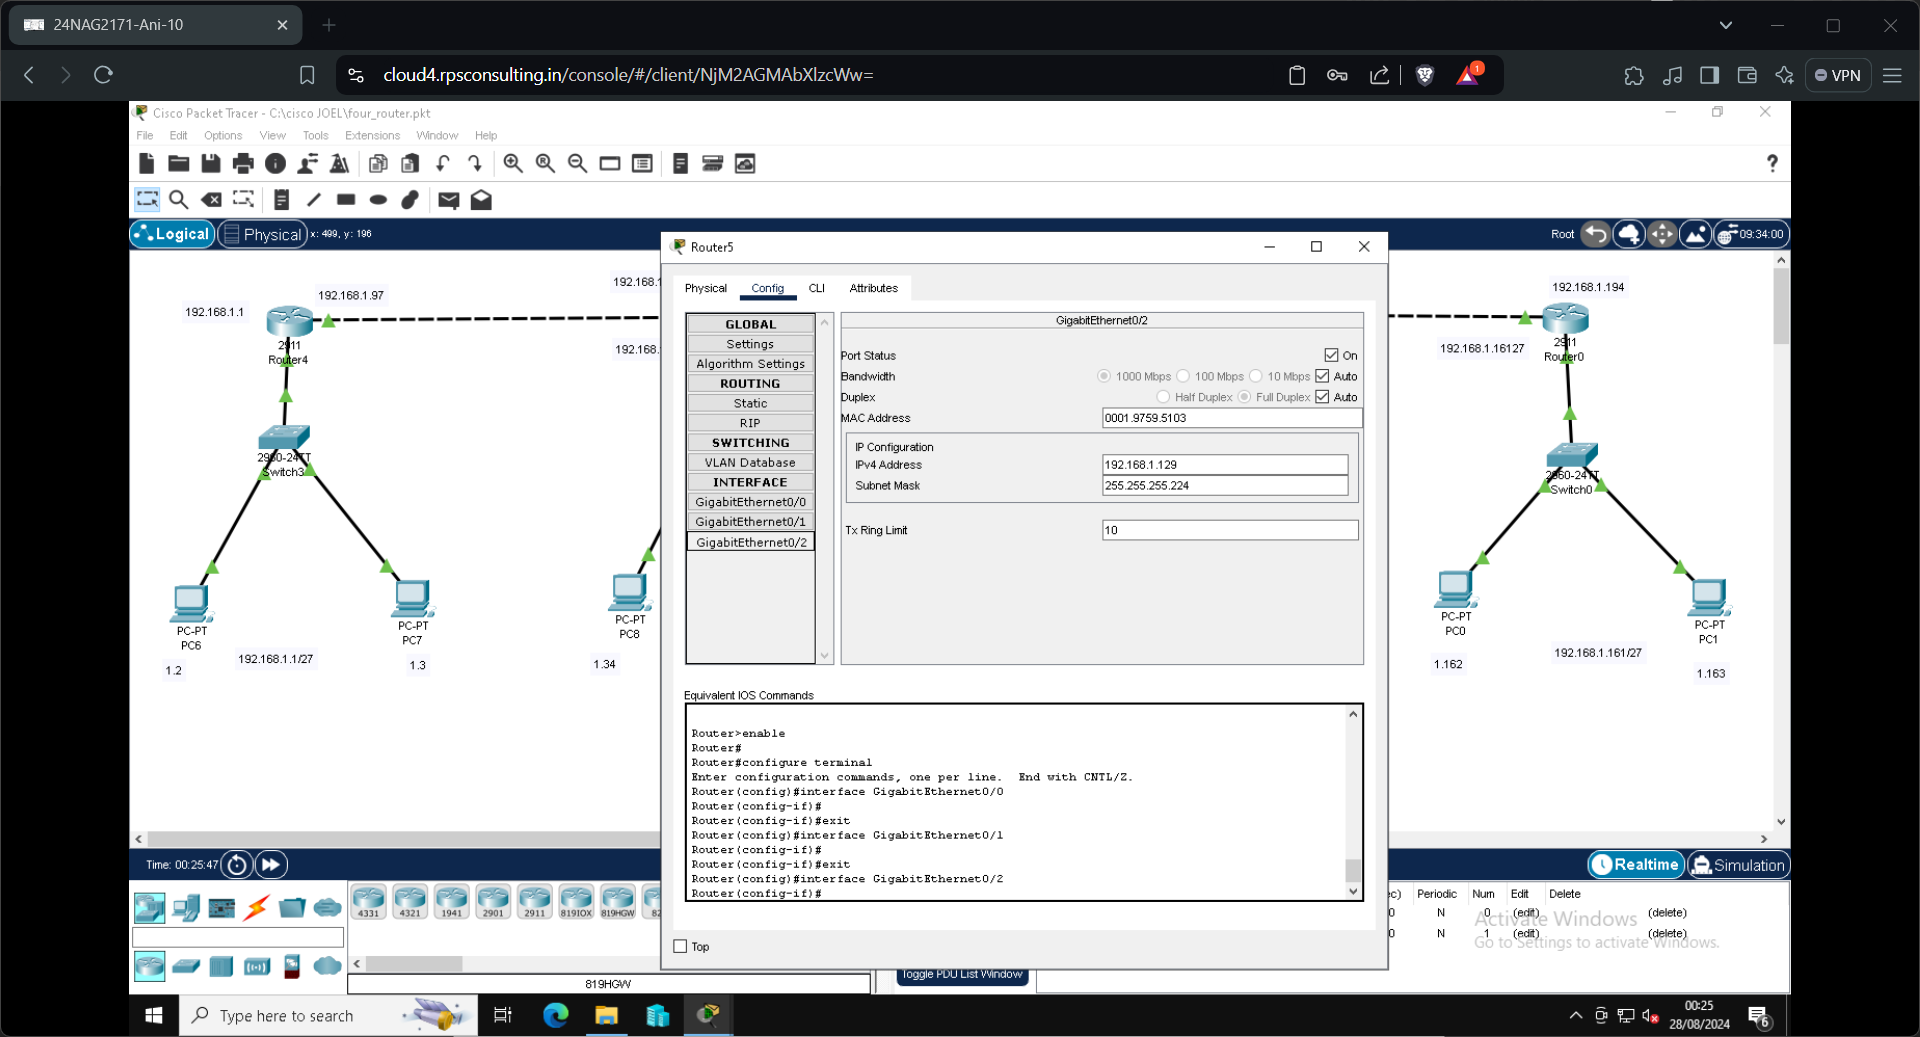 24NAG2171-Ani-10
cloud4.rpsconsulting.in/console/#/client/NjM2AGMAbXlzcWw=
1
VPN
Cisco Packet Tracer - C:\cisco JOEL\four_router.pkt
File Edit Options View Tools Extensions Window Help
?
Logical Physical x: 499, y: 196
Root 09:34:00
192.168.1.1
192.168.1.97
2911
Router4
2960-24TT
Switch3
PC-PT
PC6
1.2
192.168.1.1/27
PC-PT
PC7
1.3
192.168.1
192.168
PC-PT
PC8
1.34
Router5
Physical Config CLI Attributes
GLOBAL
Settings
Algorithm Settings
ROUTING
Static
RIP
SWITCHING
VLAN Database
INTERFACE
GigabitEthernet0/0
GigabitEthernet0/1
GigabitEthernet0/2
GigabitEthernet0/2
Port Status On
Bandwidth 1000 Mbps 100 Mbps 10 Mbps Auto
Duplex Half Duplex Full Duplex Auto
MAC Address 0001.9759.5103
IP Configuration
IPv4 Address 192.168.1.129
Subnet Mask 255.255.255.224
Tx Ring Limit 10
Equivalent IOS Commands
Router>enable
Router#
Router#configure terminal
Enter configuration commands, one per line. End with CNTL/Z.
Router(config)#interface GigabitEthernet0/0
Router(config-if)#
Router(config-if)#exit
Router(config)#interface GigabitEthernet0/1
Router(config-if)#
Router(config-if)#exit
Router(config)#interface GigabitEthernet0/2
Router(config-if)#
Top
192.168.1.194
2911
Router0
192.168.1.16127
2960-24TT
Switch0
PC-PT
PC0
1.162
192.168.1.161/27
PC-PT
PC1
1.163
Time: 00:25:47
Realtime Simulation
4331 4321 1941 2901 2911 819IOX 819HGW 82
819HGW
ec) Periodic Num Edit Delete
0 N 0 (edit) (delete)
0 N 1 (edit) (delete)
Activate Windows
Go to Settings to activate Windows.
Toggle PDU List Window
Type here to search
00:25
28/08/2024
6